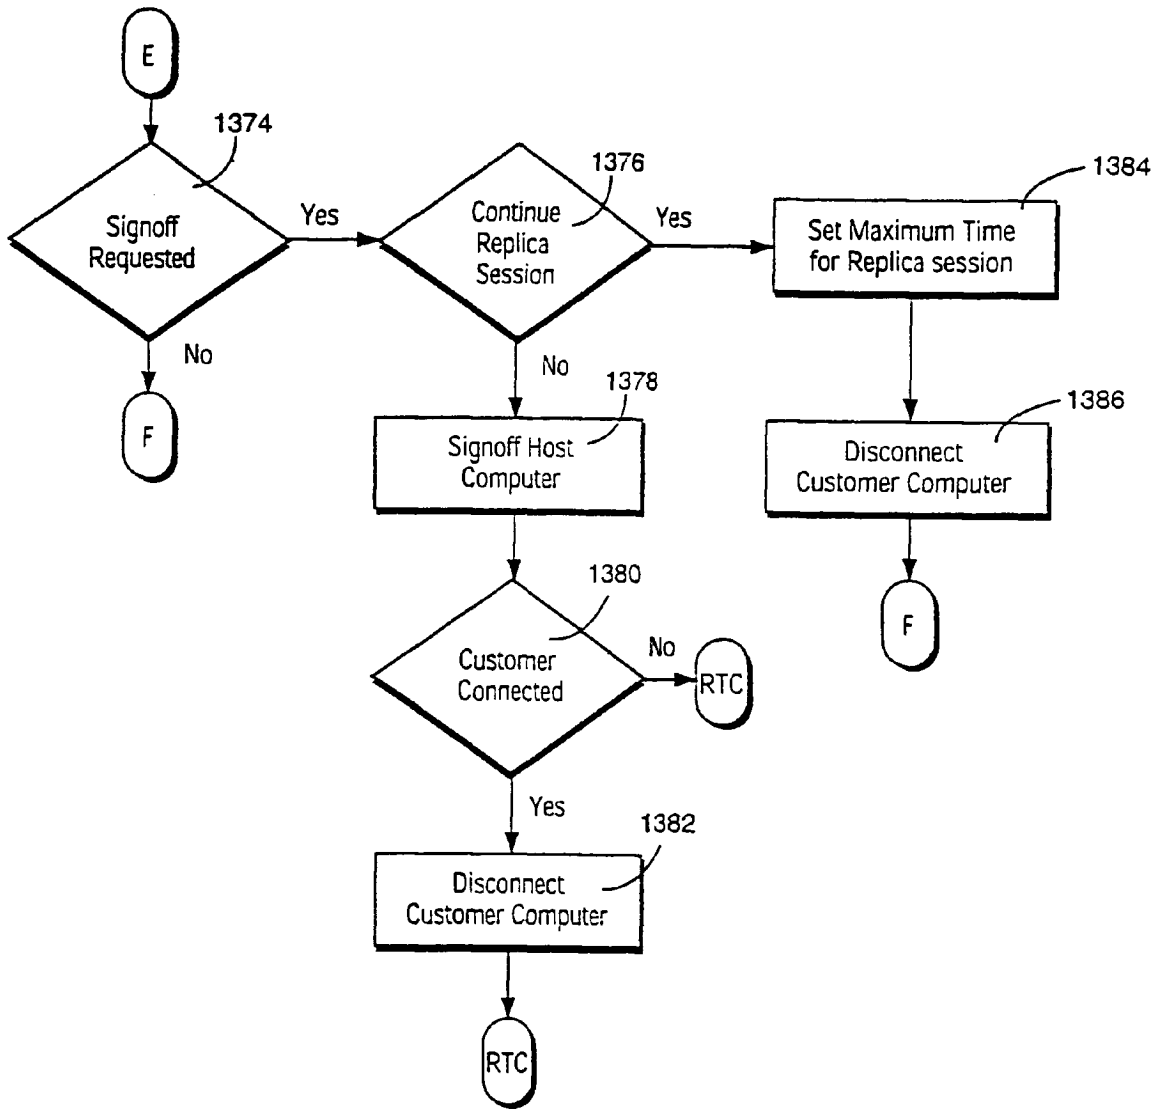 E
1374
Signoff
Requested
Yes
No
F
1376
Continue
Replica
Session
Yes
No
1384
Set Maximum Time
for Replica session
1386
Disconnect
Customer Computer
F
1378
Signoff Host
Computer
1380
Customer
Connected
No
RTC
Yes
1382
Disconnect
Customer Computer
RTC